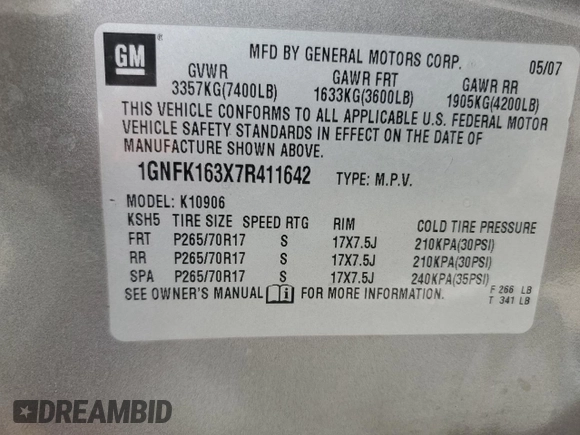 GM
MFD BY GENERAL MOTORS CORP. 05/07
GVWR GAWR FRT GAWR RR
3357KG(7400LB) 1633KG(3600LB) 1905KG(4200LB)
THIS VEHICLE CONFORMS TO ALL APPLICABLE U.S. FEDERAL MOTOR
VEHICLE SAFETY STANDARDS IN EFFECT ON THE DATE OF
MANUFACTURE SHOWN ABOVE.
1GNFK163X7R411642 TYPE: M.P.V.
MODEL: K10906
KSH5 TIRE SIZE SPEED RTG RIM COLD TIRE PRESSURE
FRT P265/70R17 S 17X7.5J 210KPA(30PSI)
RR P265/70R17 S 17X7.5J 210KPA(30PSI)
SPA P265/70R17 S 17X7.5J 240KPA(35PSI)
SEE OWNER'S MANUAL i FOR MORE INFORMATION. F 266 LB
T 341 LB
DREAMBID